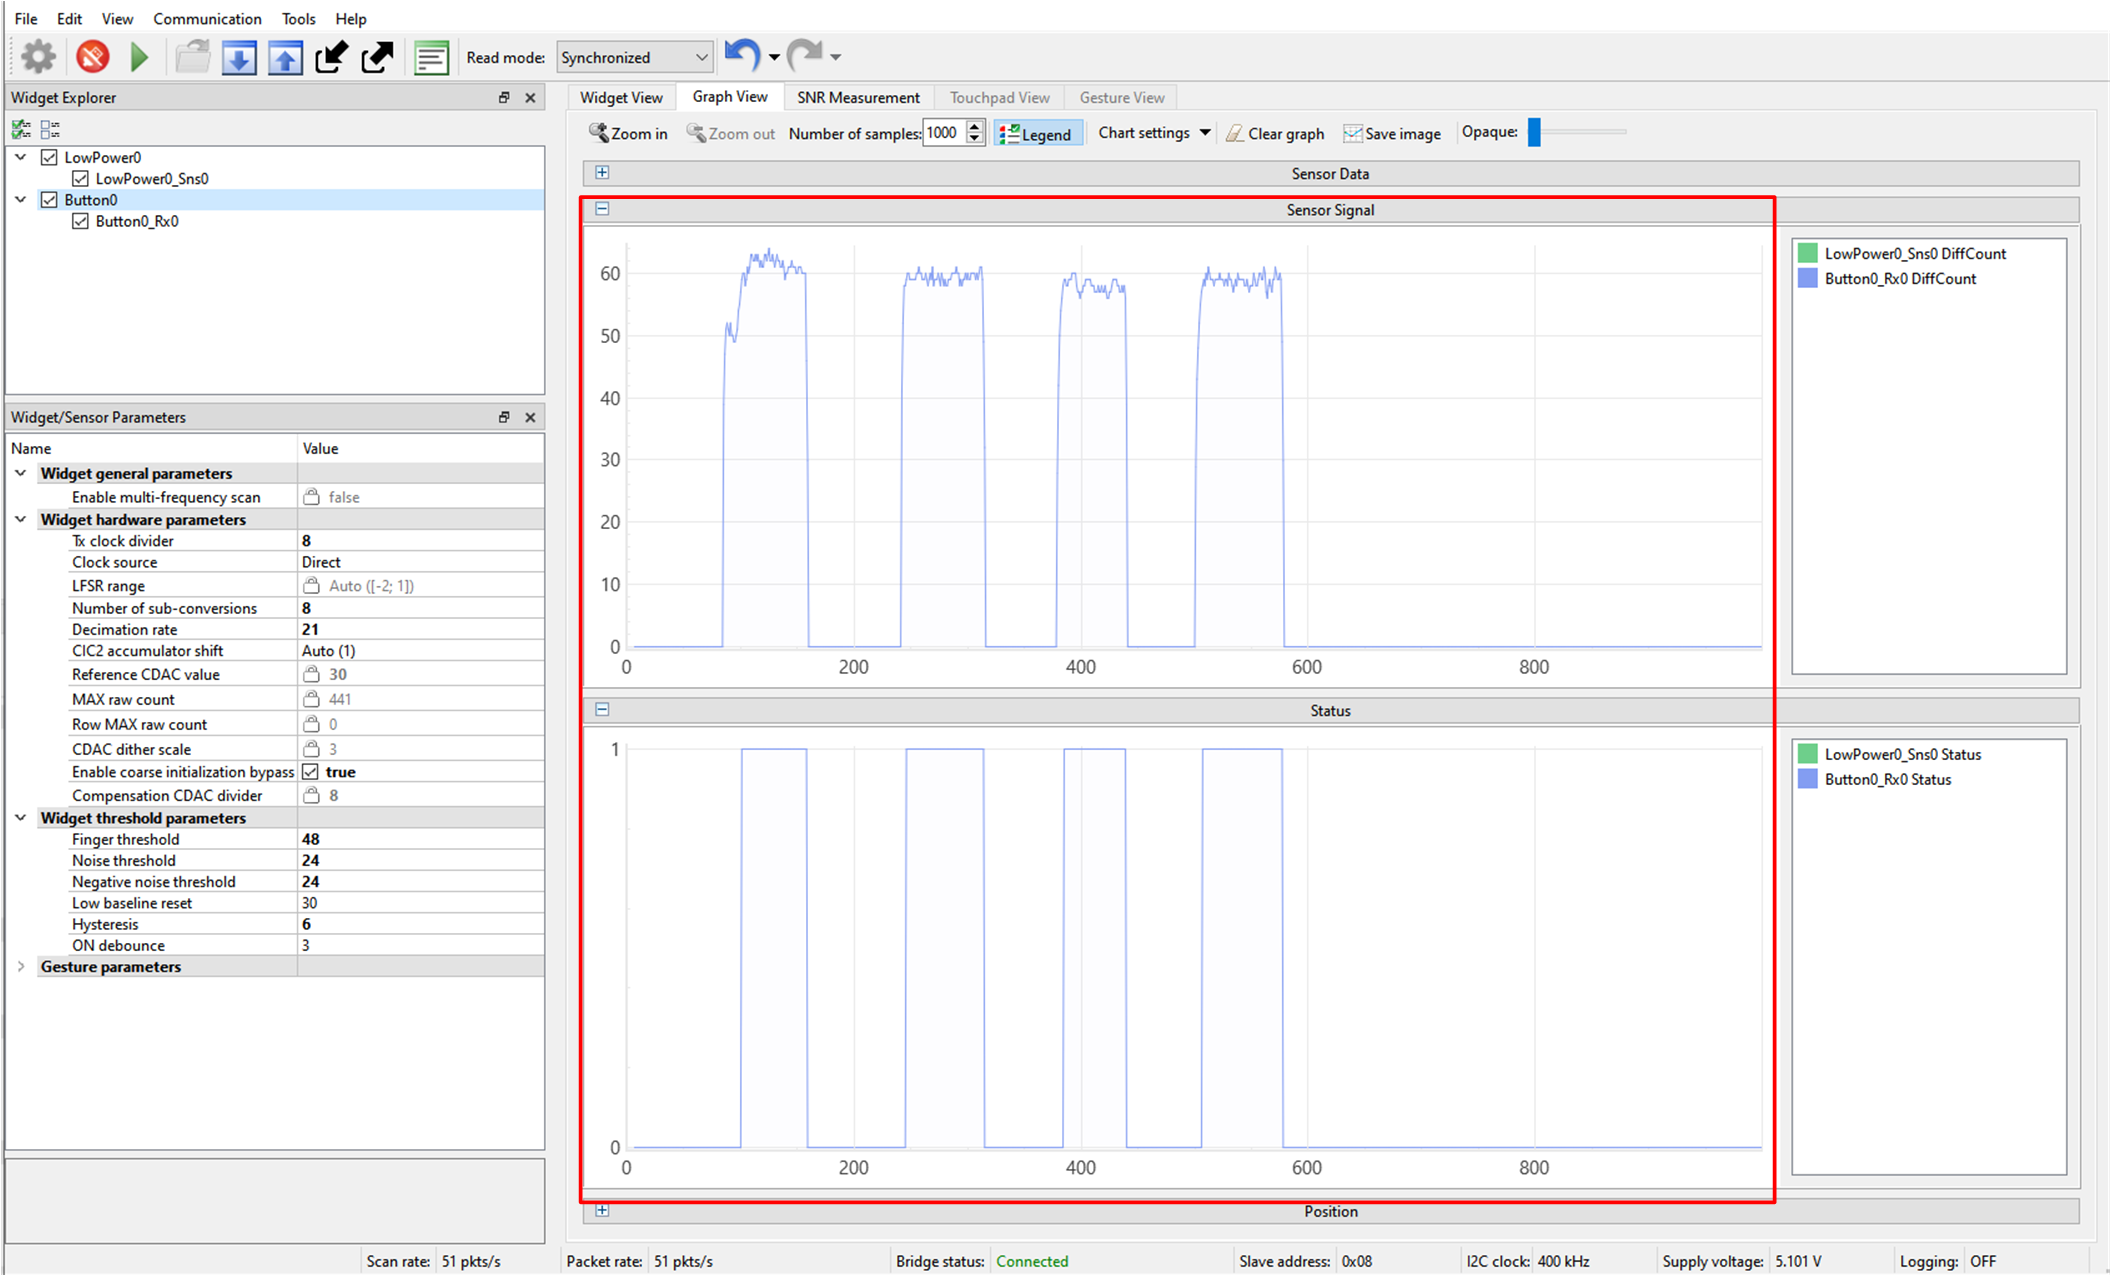 File Edit View Communication Tools Help
Read mode: Synchronized
Widget Explorer
LowPower0
LowPower0_Sns0
Button0
Button0_Rx0
Widget/Sensor Parameters
Name Value
Widget general parameters
Enable multi-frequency scan false
Widget hardware parameters
Tx clock divider 8
Clock source Direct
LFSR range Auto ([-2; 1])
Number of sub-conversions 8
Decimation rate 21
CIC2 accumulator shift Auto (1)
Reference CDAC value 30
MAX raw count 441
Row MAX raw count 0
CDAC dither scale 3
Enable coarse initialization bypass true
Compensation CDAC divider 8
Widget threshold parameters
Finger threshold 48
Noise threshold 24
Negative noise threshold 24
Low baseline reset 30
Hysteresis 6
ON debounce 3
Gesture parameters
Widget View Graph View SNR Measurement Touchpad View Gesture View
Zoom in Zoom out Number of samples: 1000 Legend Chart settings Clear graph Save image Opaque:
Sensor Data
Sensor Signal
60
50
40
30
20
10
0
0 200 400 600 800
LowPower0_Sns0 DiffCount
Button0_Rx0 DiffCount
Status
1
0
0 200 400 600 800
LowPower0_Sns0 Status
Button0_Rx0 Status
Position
Scan rate: 51 pkts/s Packet rate: 51 pkts/s Bridge status: Connected Slave address: 0x08 I2C clock: 400 kHz Supply voltage: 5.101 V Logging: OFF